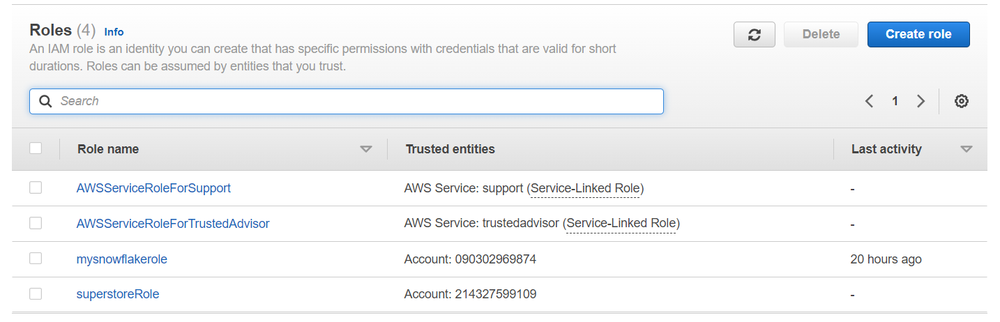 Roles (4) Info
An IAM role is an identity you can create that has specific permissions with credentials that are valid for short
durations. Roles can be assumed by entities that you trust.
Delete
Create role
Search
1
Role name Trusted entities Last activity
AWSServiceRoleForSupport AWS Service: support (Service-Linked Role) -
AWSServiceRoleForTrustedAdvisor AWS Service: trustedadvisor (Service-Linked Role) -
mysnowflakerole Account: 090302969874 20 hours ago
superstoreRole Account: 214327599109 -